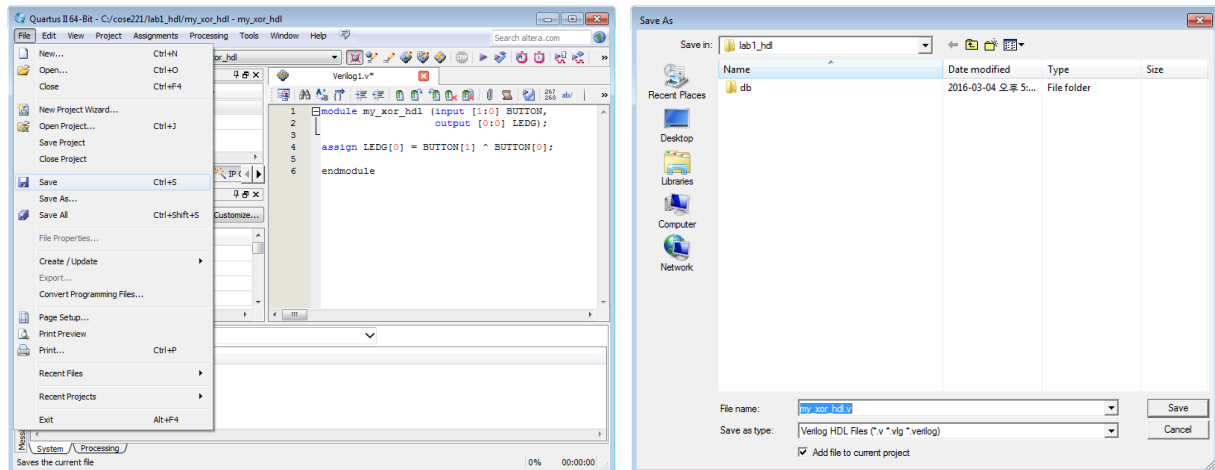 Quartus II 64-Bit - C:/cose221/lab1_hdl/my_xor_hdl - my_xor_hdl
File Edit View Project Assignments Processing Tools Window Help
Search altera.com
New... Ctrl+N
Open... Ctrl+O
Close Ctrl+F4
New Project Wizard...
Open Project... Ctrl+J
Save Project
Close Project
Save Ctrl+S
Save As...
Save All Ctrl+Shift+S
File Properties...
Create / Update
Export...
Convert Programming Files...
Page Setup...
Print Preview
Print... Ctrl+P
Recent Files
Recent Projects
Exit Alt+F4
or_hdl
IP
Customize...
Verilog1.v*
267
268
ab/
1 module my_xor_hdl (input [1:0] BUTTON,
2 output [0:0] LEDG);
3
4 assign LEDG[0] = BUTTON[1] ^ BUTTON[0];
5
6 endmodule
Mess
System Processing
Saves the current file
0% 00:00:00
Save As
Save in: lab1_hdl
Name Date modified Type Size
db 2016-03-04 오후 5:... File folder
Recent Places
Desktop
Libraries
Computer
Network
File name: my_xor_hdl.v Save
Save as type: Verilog HDL Files (*.v *.vlg *.verilog) Cancel
Add file to current project